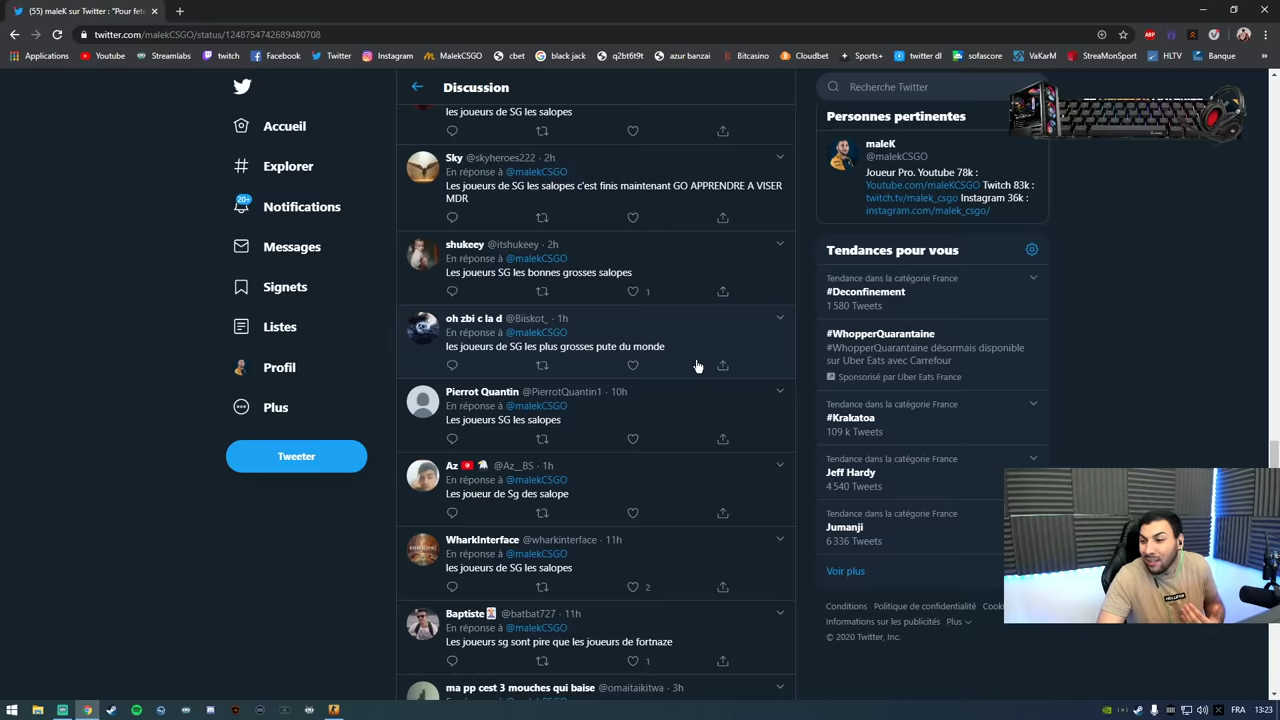 (55) maleK sur Twitter : "Pour fet
twitter.com/malekCSGO/status/1248754742689480708
Applications Youtube Streamlabs twitch Facebook Twitter Instagram MalekCSGO cbet black jack q2bt6t9t azur banzai Bitcasino Cloudbet Sports+ twitter dl sofascore VaKarM StreaMonSport HLTV Banque
Accueil
Explorer
20+
Notifications
Messages
Signets
Listes
Profil
Plus
Tweeter
Discussion
les joueurs de SG les salopes
Sky @skyheroes222 · 2h
En réponse à @malekCSGO
Les joueurs de SG les salopes c'est finis maintenant GO APPRENDRE A VISER
MDR
shukeey @itshukeey · 2h
En réponse à @malekCSGO
Les joueurs SG les bonnes grosses salopes
1
oh zbi c la d @Biiskot_ · 1h
En réponse à @malekCSGO
les joueurs de SG les plus grosses pute du monde
Pierrot Quantin @PierrotQuantin1 · 10h
En réponse à @malekCSGO
Les joueurs SG les salopes
Az @Az__BS · 1h
En réponse à @malekCSGO
Les joueur de Sg des salope
WharkInterface @wharkinterface · 11h
En réponse à @malekCSGO
les joueurs de SG les salopes
2
Baptiste @batbat727 · 11h
En réponse à @malekCSGO
Les joueurs sg sont pire que les joueurs de fortnaze
1
ma pp cest 3 mouches qui baise @omaitaikitwa · 3h
Recherche Twitter
Personnes pertinentes
maleK
@malekCSGO
Joueur Pro. Youtube 78k :
Youtube.com/maleKCSGO Twitch 83k :
twitch.tv/malek_csgo Instagram 36k :
instagram.com/malek_csgo/
Tendances pour vous
Tendance dans la catégorie France
#Deconfinement
1 580 Tweets
#WhopperQuarantaine
#WhopperQuarantaine désormais disponible
sur Uber Eats avec Carrefour
Sponsorisé par Uber Eats France
Tendance dans la catégorie France
#Krakatoa
109 k Tweets
Tendance dans la catégorie France
Jeff Hardy
4 540 Tweets
Tendance dans la catégorie France
Jumanji
6 336 Tweets
Voir plus
Conditions Politique de confidentialité
Informations sur les publicités Plus
© 2020 Twitter, Inc.
FRA 13:23